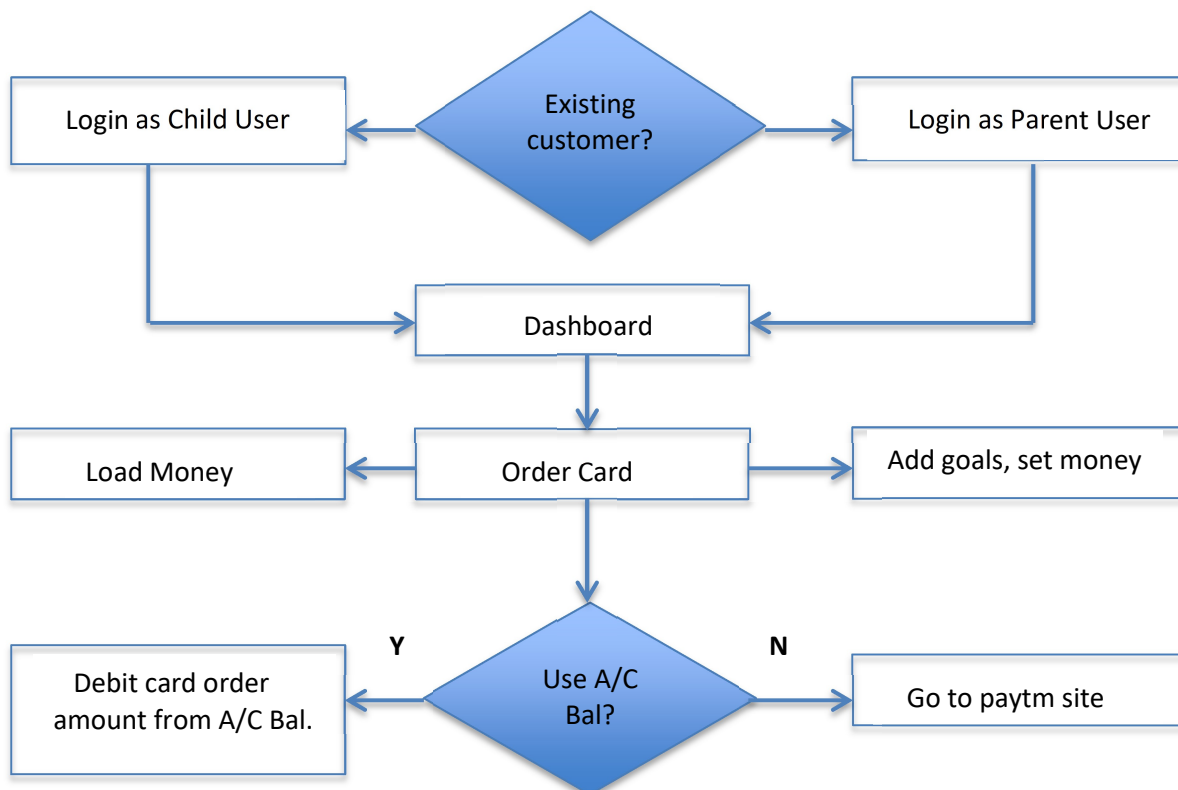 Login as Child User
Existing
customer?
Login as Parent User
Dashboard
Load Money
Order Card
Add goals, set money
Y
N
Debit card order
amount from A/C Bal.
Use A/C
Bal?
Go to paytm site